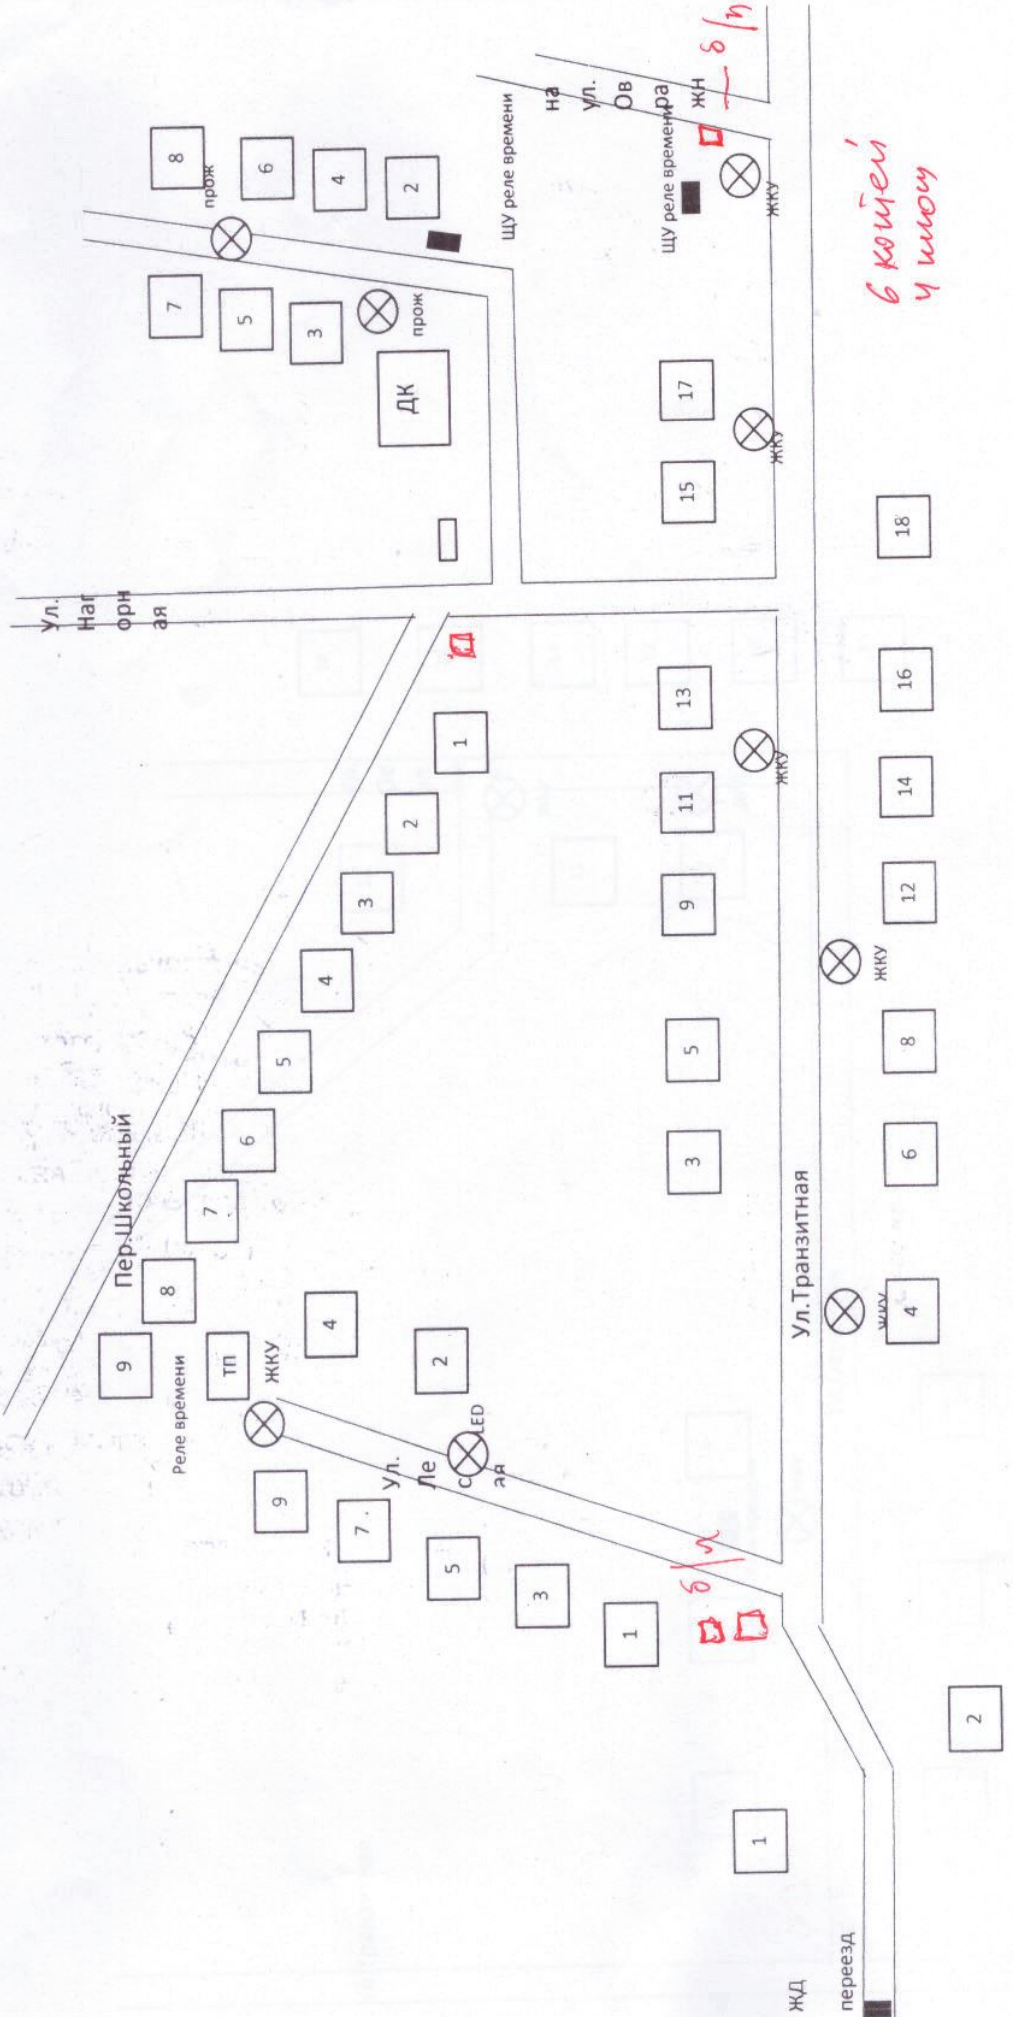 Ул.
Наг
орн
ая
Пер.Школьный
9
8
7
6
5
4
3
2
1
Реле времени
ТП
ЖКУ
9
7
5
3
1
4
2
Ул.
Ле
с
ая
LED
б/п
7
5
3
прож
ДК
8
6
4
2
прож
ЩУ реле времени
на
ул.
Ов
ра
жн
б/п
ЩУ реле времени
ЖКУ
3
5
9
11
13
15
17
ЖКУ
ЖКУ
Ул.Транзитная
ЖКУ
ЖКУ
4
6
8
12
14
16
18
6 контей
1
2
ЖД
переезд